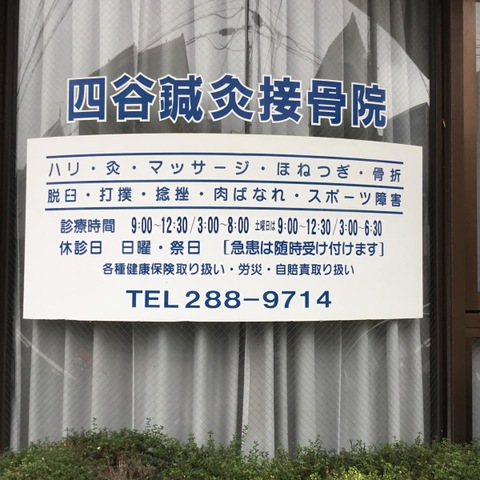 四谷鍼灸接骨院
ハリ・灸・マッサージ・ほねつぎ・骨折
脱臼・打撲・捻挫・肉ばなれ・スポーツ障害
診療時間 9:00~12:30/3:00~8:00 土曜日は9:00~12:30/3:00~6:30
休診日 日曜・祭日 [急患は随時受け付けます]
各種健康保険取り扱い・労災・自賠責取り扱い
TEL288-9714